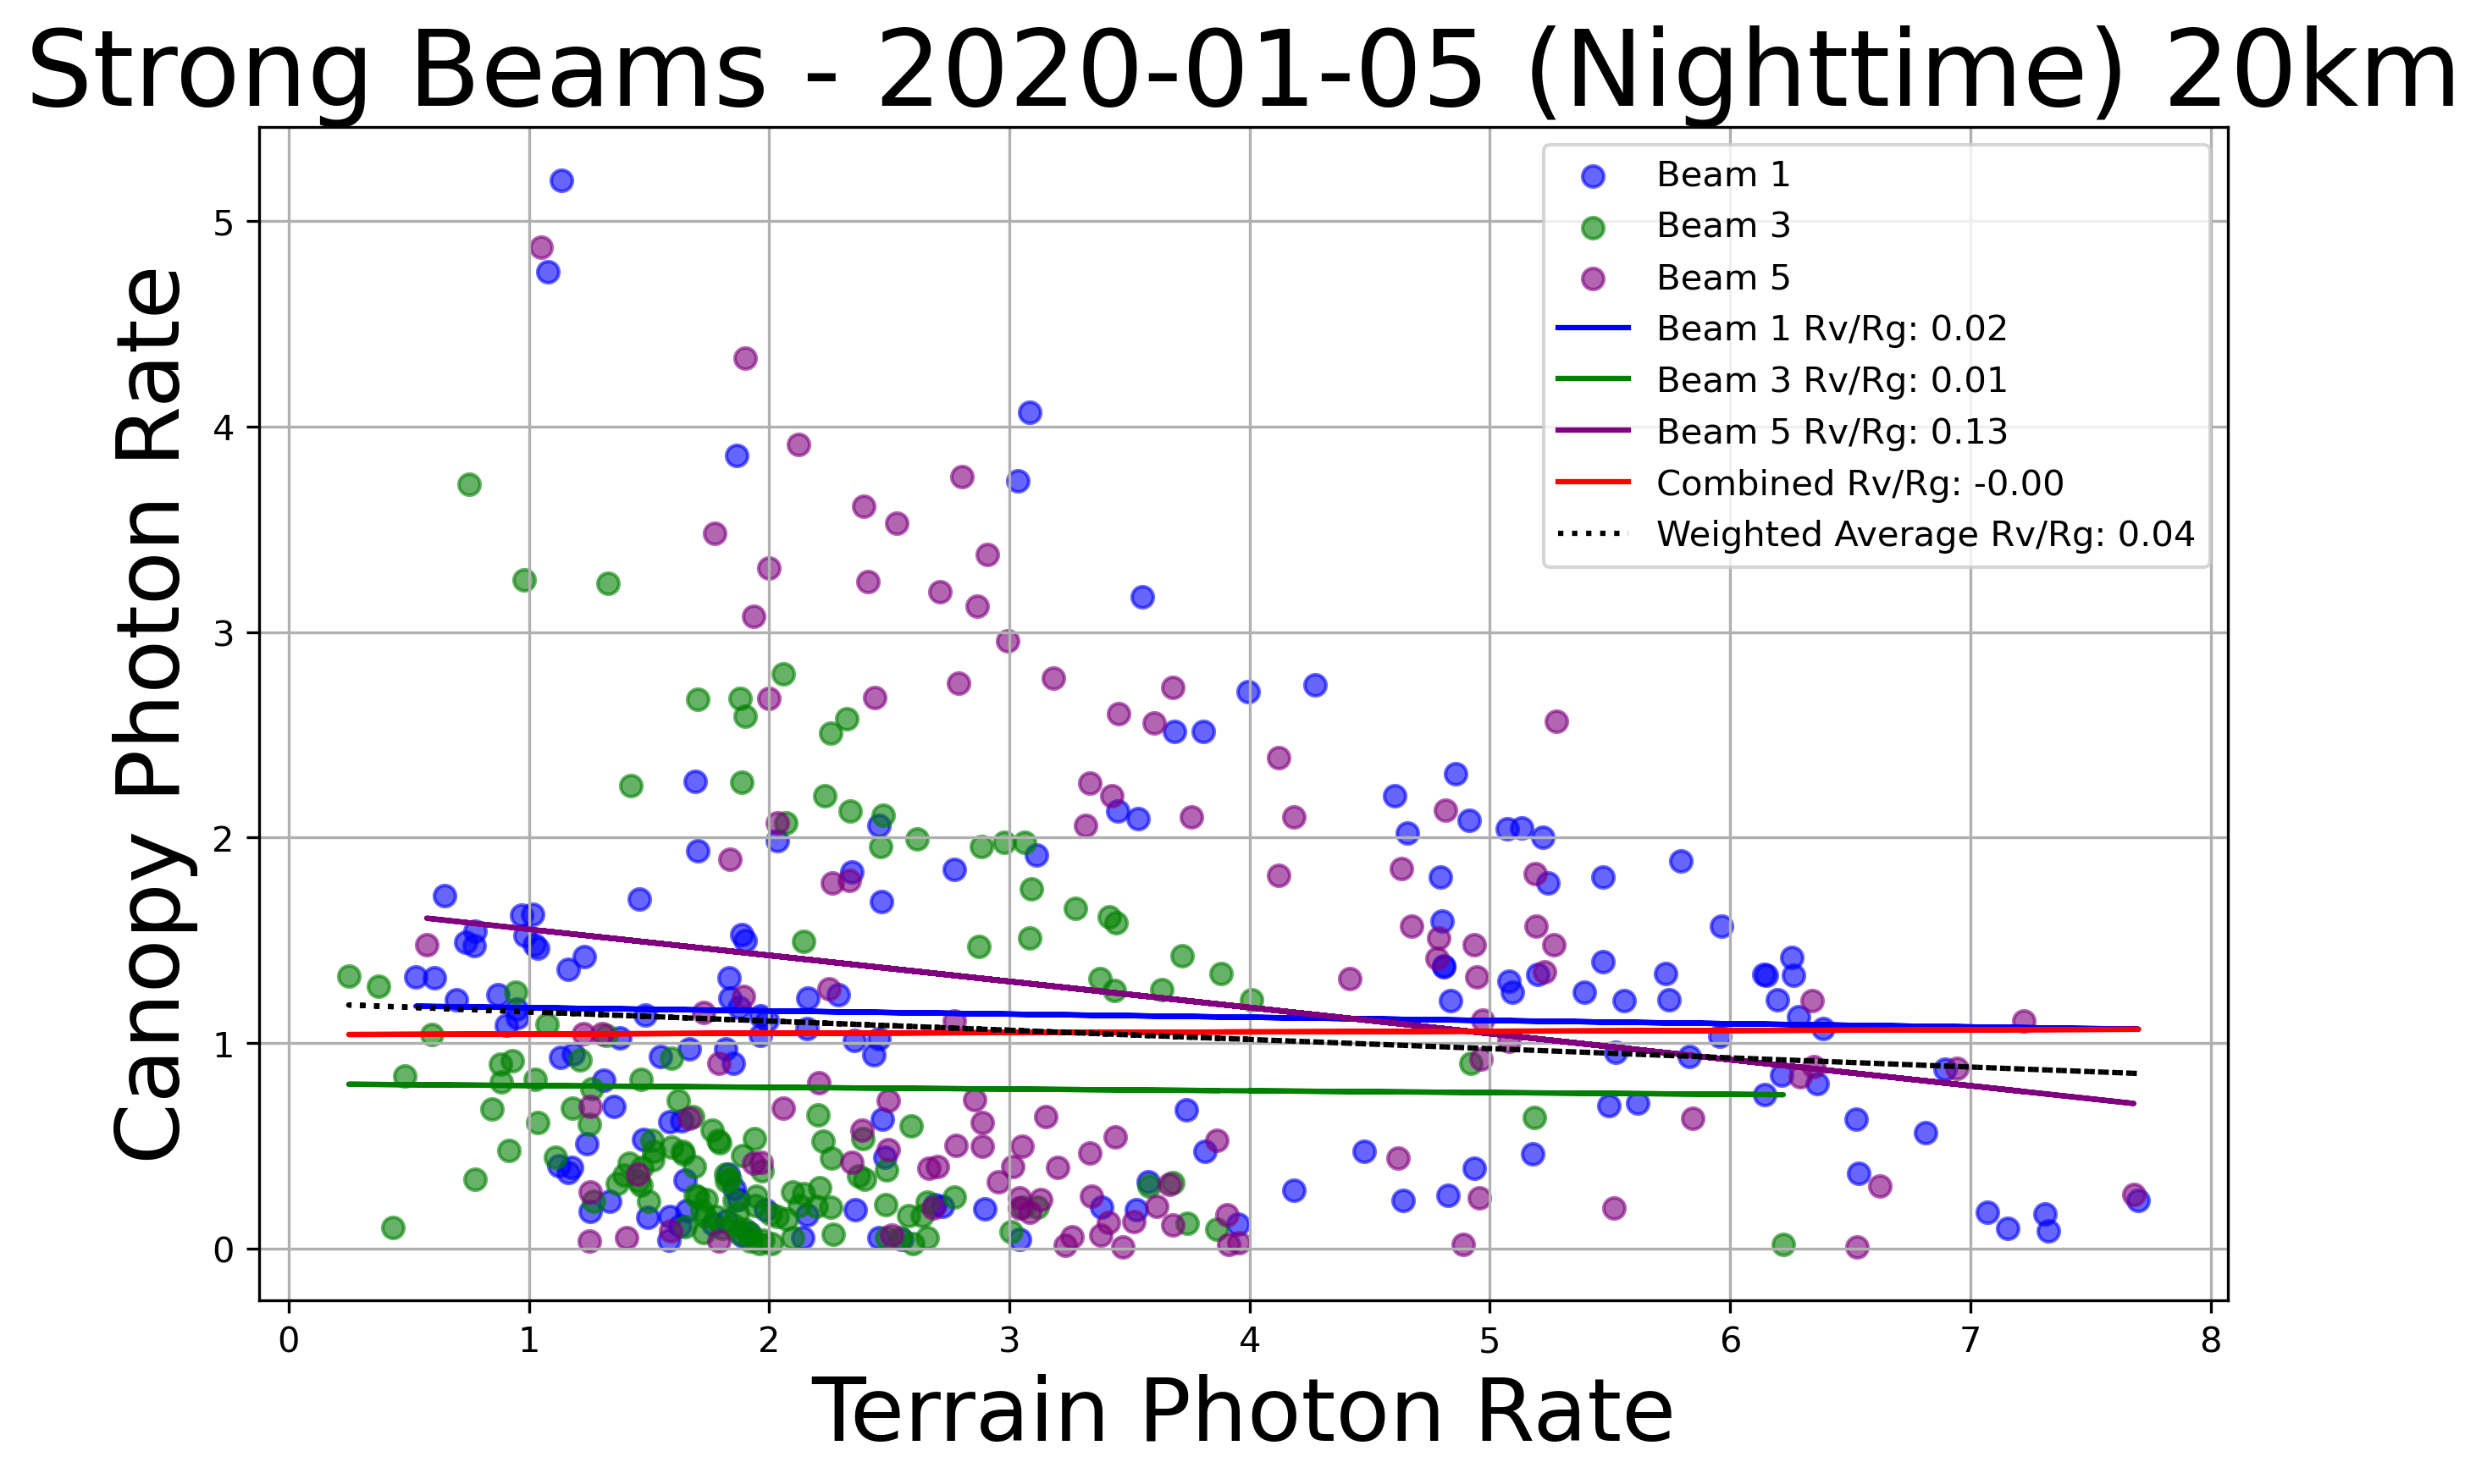 Strong Beams - 2020-01-05 (Nighttime) 20km
Beam 1
Beam 3
Beam 5
Beam 1 Rv/Rg: 0.02
Beam 3 Rv/Rg: 0.01
Beam 5 Rv/Rg: 0.13
Combined Rv/Rg: -0.00
Weighted Average Rv/Rg: 0.04
Canopy Photon Rate
5
4
3
2
1
0
0 1 2 3 4 5 6 7 8
Terrain Photon Rate